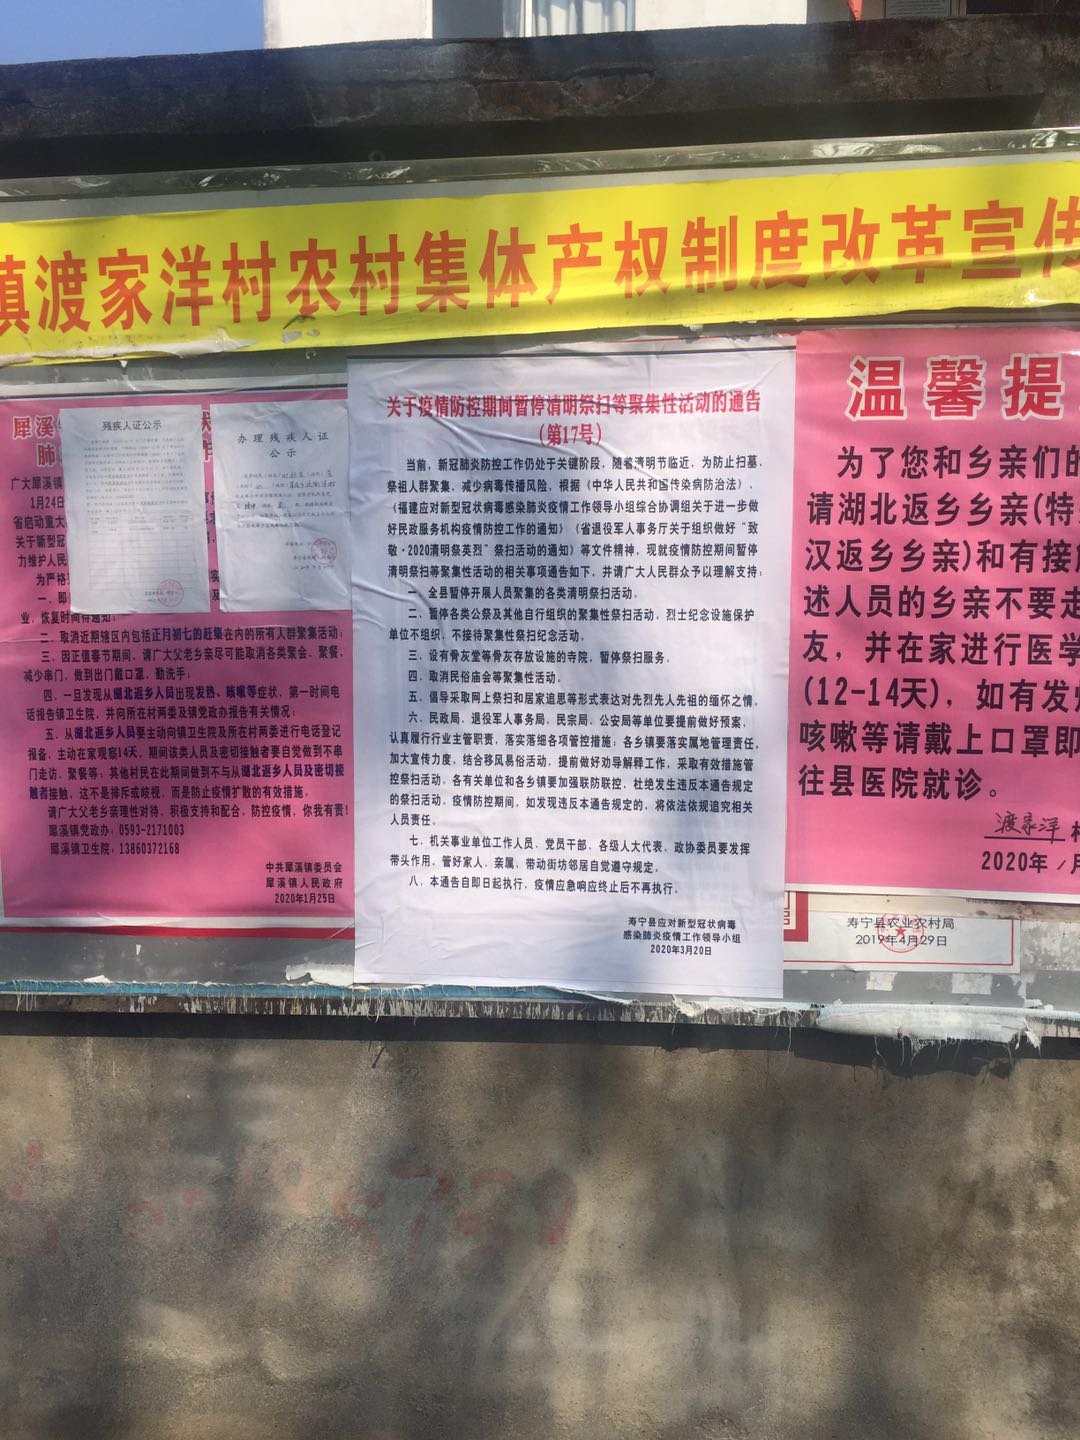 镇渡家洋村农村集体产权制度改革宣传
犀溪
肺
广大犀溪镇
1月24日
省启动重大
关于新型冠
力维护人民
为严格
一、即
业，恢复时间待通知；
二、取消近期辖区内包括正月初七的赶集在内的所有人群聚集活动；
三、因正值春节期间，请广大父老乡亲尽可能取消各类聚会、聚餐，
减少串门，做到出门戴口罩，勤洗手；
四、一旦发现从湖北返乡人员出现发热、咳嗽等症状，第一时间电
话报告镇卫生院，并向所在村两委及镇党政办报告有关情况；
五、从湖北返乡人员要主动向镇卫生院及所在村两委进行电话登记
报备，主动在家观察14天，期间该类人员及密切接触者要自觉做到不串
门走访、聚餐等；其他村民在此期间做到不与从湖北返乡人员及密切接
触者接触，这不是排斥或歧视，而是防止疫情扩散的有效措施。
请广大父老乡亲理性对待，积极支持和配合，防控疫情，你我有责！
犀溪镇党政办：0593-2171003
犀溪镇卫生院：13860372168
中共犀溪镇委员会
犀溪镇人民政府
2020年1月25日
残疾人证公示
办理残疾人证
公示
关于疫情防控期间暂停清明祭扫等聚集性活动的通告
（第17号）
当前，新冠肺炎防控工作仍处于关键阶段，随着清明节临近，为防止扫墓、
祭祖人群聚集，减少病毒传播风险，根据《中华人民共和国传染病防治法》、
《福建应对新型冠状病毒感染肺炎疫情工作领导小组综合协调组关于进一步做
好民政服务机构疫情防控工作的通知》《省退役军人事务厅关于组织做好“致
敬·2020清明祭英烈”祭扫活动的通知》等文件精神，现就疫情防控期间暂停
清明祭扫等聚集性活动的相关事项通告如下，并请广大人民群众予以理解支持：
一、全县暂停开展人员聚集的各类清明祭扫活动。
二、暂停各类公祭及其他自行组织的聚集性祭扫活动，烈士纪念设施保护
单位不组织、不接待聚集性祭扫纪念活动。
三、设有骨灰堂等骨灰存放设施的寺院，暂停祭扫服务。
四、取消民俗庙会等聚集性活动。
五、倡导采取网上祭扫和居家追思等形式表达对先烈先人先祖的缅怀之情。
六、民政局、退役军人事务局、民宗局、公安局等单位要提前做好预案，
认真履行行业主管职责，落实落细各项管控措施；各乡镇要落实属地管理责任，
加大宣传力度，结合移风易俗活动，提前做好劝导解释工作，采取有效措施管
控祭扫活动。各有关单位和各乡镇要加强联防联控，杜绝发生违反本通告规定
的祭扫活动。疫情防控期间，如发现违反本通告规定的，将依法依规追究相关
人员责任。
七、机关事业单位工作人员、党员干部、各级人大代表、政协委员要发挥
带头作用，管好家人、亲属，带动街坊邻居自觉遵守规定。
八、本通告自即日起执行，疫情应急响应终止后不再执行。
寿宁县应对新型冠状病毒
感染肺炎疫情工作领导小组
2020年3月20日
温馨提
为了您和乡亲们的
请湖北返乡乡亲(特
汉返乡乡亲)和有接触
述人员的乡亲不要走
友，并在家进行医学
(12-14天)，如有发
咳嗽等请戴上口罩即
往县医院就诊。
渡家洋村
2020年1月
寿宁县农业农村局
2019年4月29日